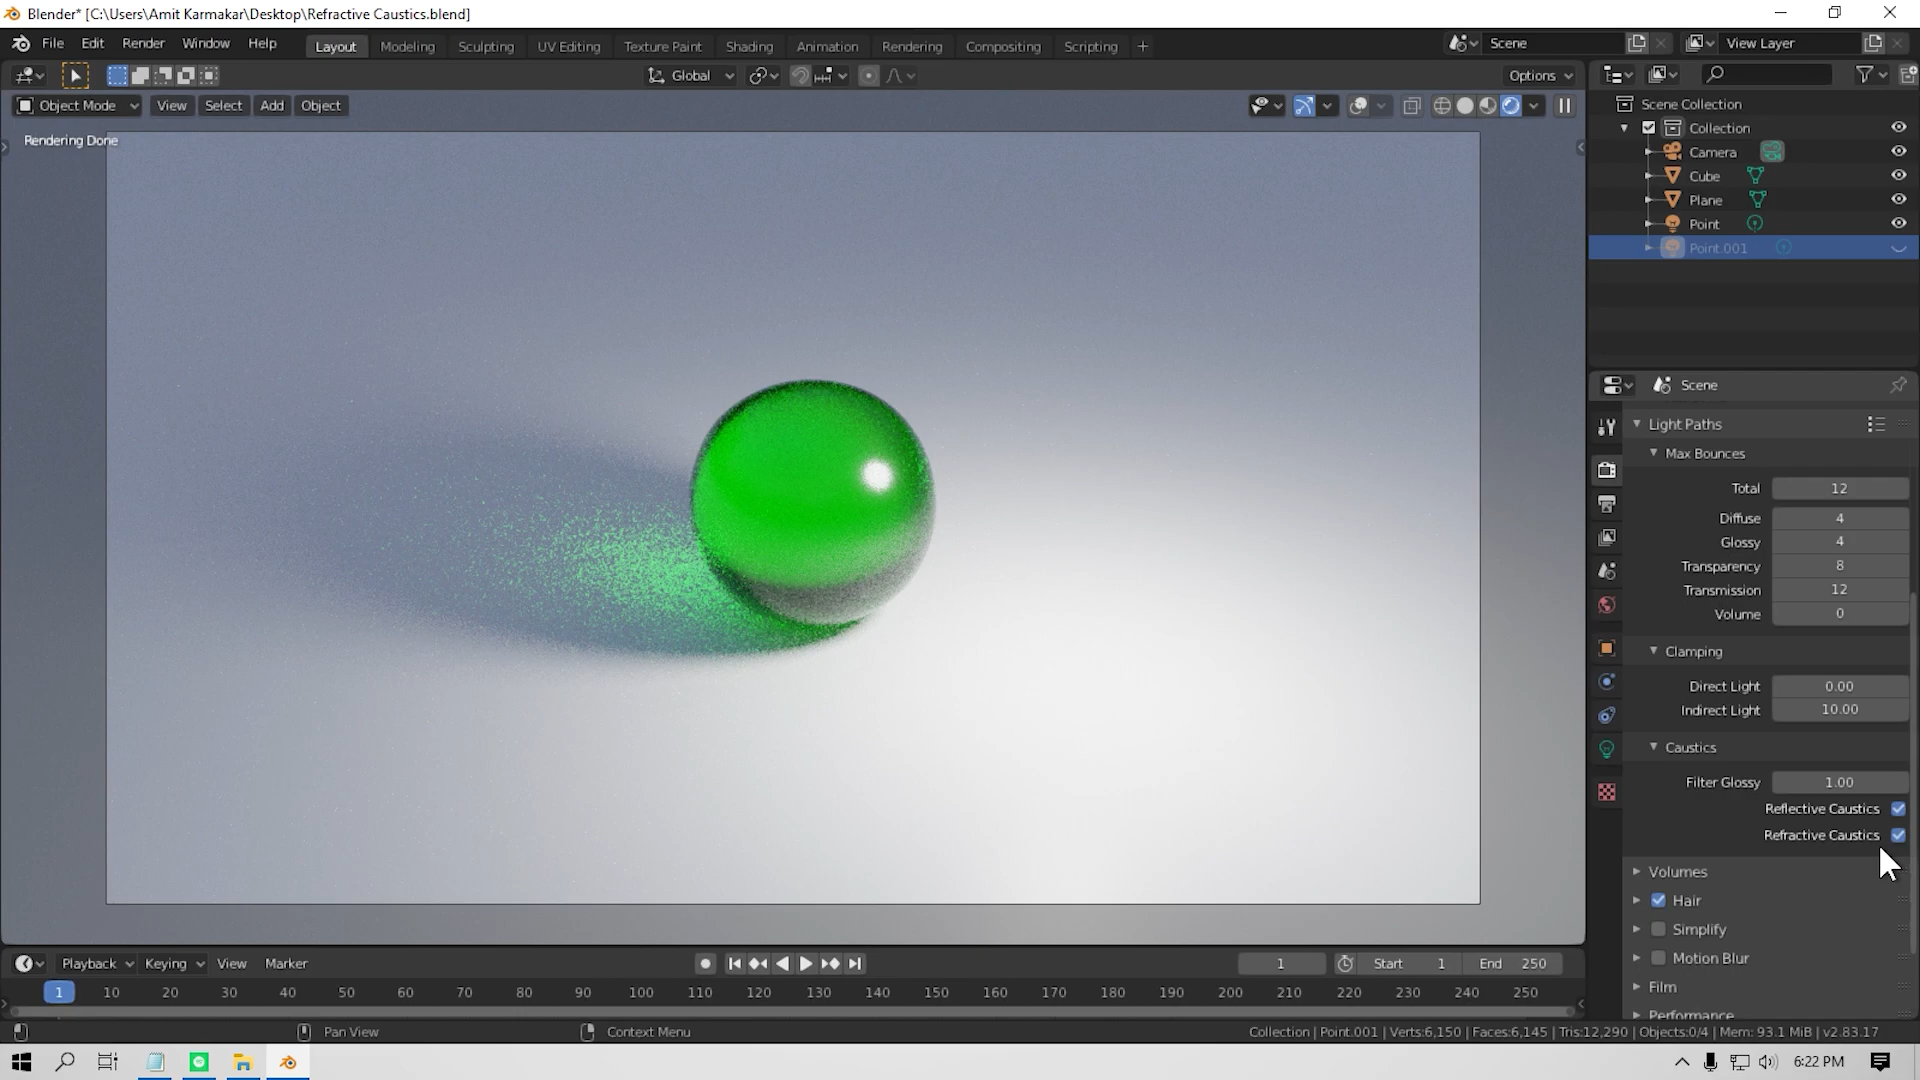 Blender* [C:\Users\Amit Karmakar\Desktop\Refractive Caustics.blend]
File Edit Render Window Help Layout Modeling Sculpting UV Editing Texture Paint Shading Animation Rendering Compositing Scripting + Scene View Layer
Global Options
Object Mode View Select Add Object
Scene Collection
Collection
Rendering Done
Camera
Cube
Plane
Point
Point.001
Scene
Light Paths
Max Bounces
Total 12
Diffuse 4
Glossy 4
Transparency 8
Transmission 12
Volume 0
Clamping
Direct Light 0.00
Indirect Light 10.00
Caustics
Filter Glossy 1.00
Reflective Caustics
Refractive Caustics
Volumes
Hair
Simplify
Motion Blur
Film
Performance
Playback Keying View Marker 1 Start 1 End 250
1 10 20 30 40 50 60 70 80 90 100 110 120 130 140 150 160 170 180 190 200 210 220 230 240 250
Pan View Context Menu Collection | Point.001 | Verts:6,150 | Faces:6,145 | Tris:12,290 | Objects:0/4 | Mem: 93.1 MiB | v2.83.17
6:22 PM